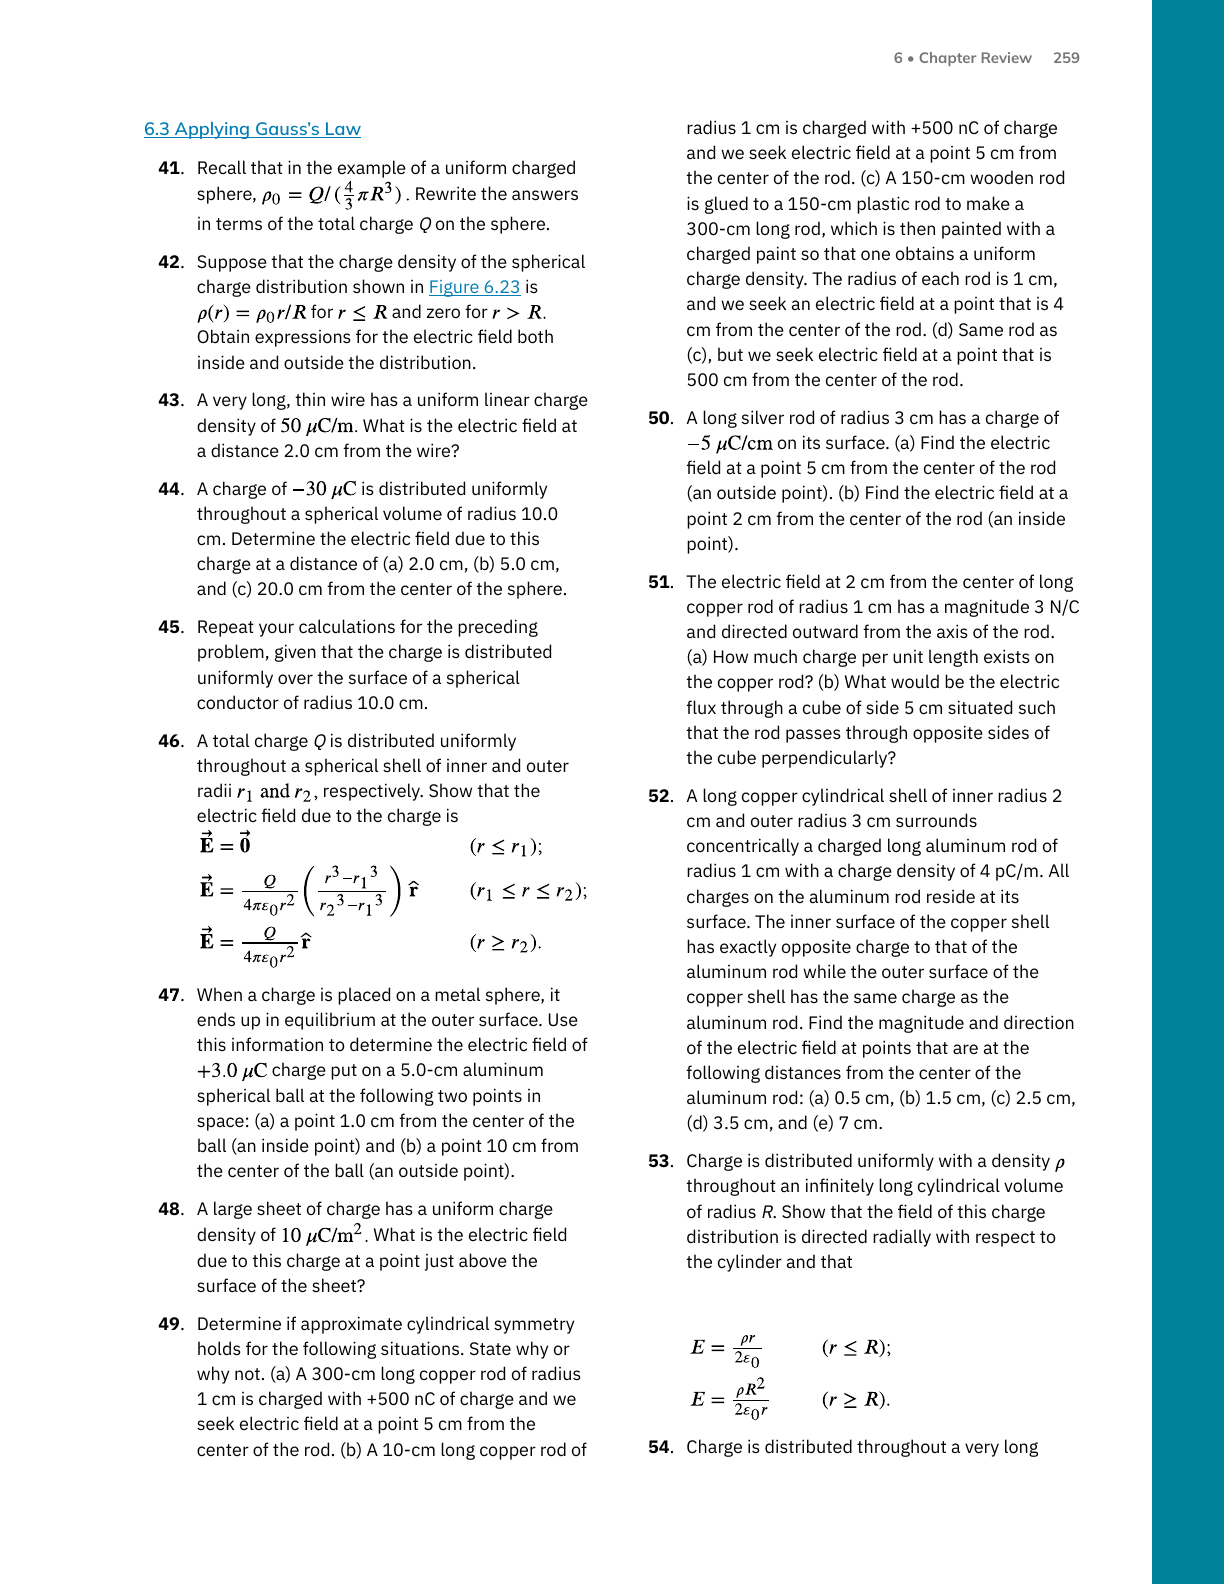 6 • Chapter Review 259
6.3 Applying Gauss's Law
41. Recall that in the example of a uniform charged
sphere, ρ₀ = Q/(4/3 πR³). Rewrite the answers
in terms of the total charge Q on the sphere.
42. Suppose that the charge density of the spherical
charge distribution shown in Figure 6.23 is
ρ(r) = ρ₀r/R for r ≤ R and zero for r > R.
Obtain expressions for the electric field both
inside and outside the distribution.
43. A very long, thin wire has a uniform linear charge
density of 50 μC/m. What is the electric field at
a distance 2.0 cm from the wire?
44. A charge of −30 μC is distributed uniformly
throughout a spherical volume of radius 10.0
cm. Determine the electric field due to this
charge at a distance of (a) 2.0 cm, (b) 5.0 cm,
and (c) 20.0 cm from the center of the sphere.
45. Repeat your calculations for the preceding
problem, given that the charge is distributed
uniformly over the surface of a spherical
conductor of radius 10.0 cm.
46. A total charge Q is distributed uniformly
throughout a spherical shell of inner and outer
radii r₁ and r₂, respectively. Show that the
electric field due to the charge is
E⃗ = 0⃗ (r ≤ r₁);
E⃗ = Q/(4πε₀r²) ((r³−r₁³)/(r₂³−r₁³)) r̂ (r₁ ≤ r ≤ r₂);
E⃗ = Q/(4πε₀r²) r̂ (r ≥ r₂).
47. When a charge is placed on a metal sphere, it
ends up in equilibrium at the outer surface. Use
this information to determine the electric field of
+3.0 μC charge put on a 5.0-cm aluminum
spherical ball at the following two points in
space: (a) a point 1.0 cm from the center of the
ball (an inside point) and (b) a point 10 cm from
the center of the ball (an outside point).
48. A large sheet of charge has a uniform charge
density of 10 μC/m². What is the electric field
due to this charge at a point just above the
surface of the sheet?
49. Determine if approximate cylindrical symmetry
holds for the following situations. State why or
why not. (a) A 300-cm long copper rod of radius
1 cm is charged with +500 nC of charge and we
seek electric field at a point 5 cm from the
center of the rod. (b) A 10-cm long copper rod of
radius 1 cm is charged with +500 nC of charge
and we seek electric field at a point 5 cm from
the center of the rod. (c) A 150-cm wooden rod
is glued to a 150-cm plastic rod to make a
300-cm long rod, which is then painted with a
charged paint so that one obtains a uniform
charge density. The radius of each rod is 1 cm,
and we seek an electric field at a point that is 4
cm from the center of the rod. (d) Same rod as
(c), but we seek electric field at a point that is
500 cm from the center of the rod.
50. A long silver rod of radius 3 cm has a charge of
−5 μC/cm on its surface. (a) Find the electric
field at a point 5 cm from the center of the rod
(an outside point). (b) Find the electric field at a
point 2 cm from the center of the rod (an inside
point).
51. The electric field at 2 cm from the center of long
copper rod of radius 1 cm has a magnitude 3 N/C
and directed outward from the axis of the rod.
(a) How much charge per unit length exists on
the copper rod? (b) What would be the electric
flux through a cube of side 5 cm situated such
that the rod passes through opposite sides of
the cube perpendicularly?
52. A long copper cylindrical shell of inner radius 2
cm and outer radius 3 cm surrounds
concentrically a charged long aluminum rod of
radius 1 cm with a charge density of 4 pC/m. All
charges on the aluminum rod reside at its
surface. The inner surface of the copper shell
has exactly opposite charge to that of the
aluminum rod while the outer surface of the
copper shell has the same charge as the
aluminum rod. Find the magnitude and direction
of the electric field at points that are at the
following distances from the center of the
aluminum rod: (a) 0.5 cm, (b) 1.5 cm, (c) 2.5 cm,
(d) 3.5 cm, and (e) 7 cm.
53. Charge is distributed uniformly with a density ρ
throughout an infinitely long cylindrical volume
of radius R. Show that the field of this charge
distribution is directed radially with respect to
the cylinder and that
E = ρr/2ε₀ (r ≤ R);
E = ρR²/2ε₀r (r ≥ R).
54. Charge is distributed throughout a very long